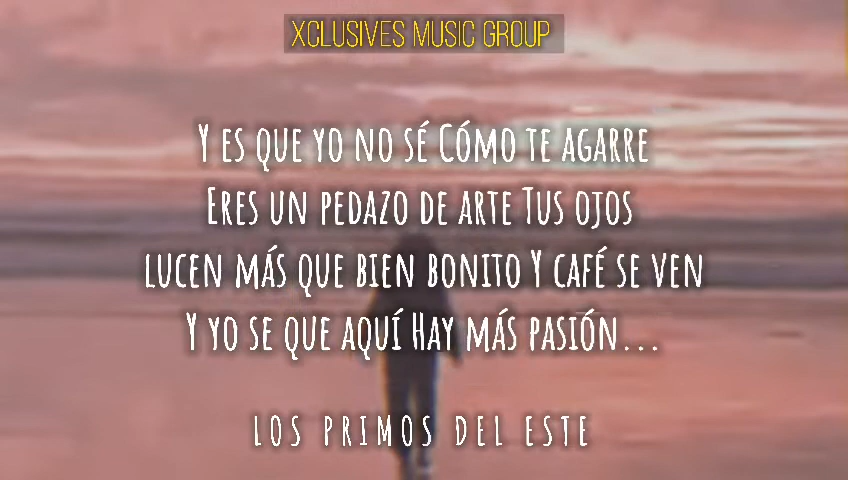 XCLUSIVES MUSIC GROUP
Y ES QUE YO NO SÉ CÓMO TE AGARRE
ERES UN PEDAZO DE ARTE TUS OJOS
LUCEN MÁS QUE BIEN BONITO Y CAFÉ SE VEN
Y YO SE QUE AQUÍ HAY MÁS PASIÓN...
LOS PRIMOS DEL ESTE